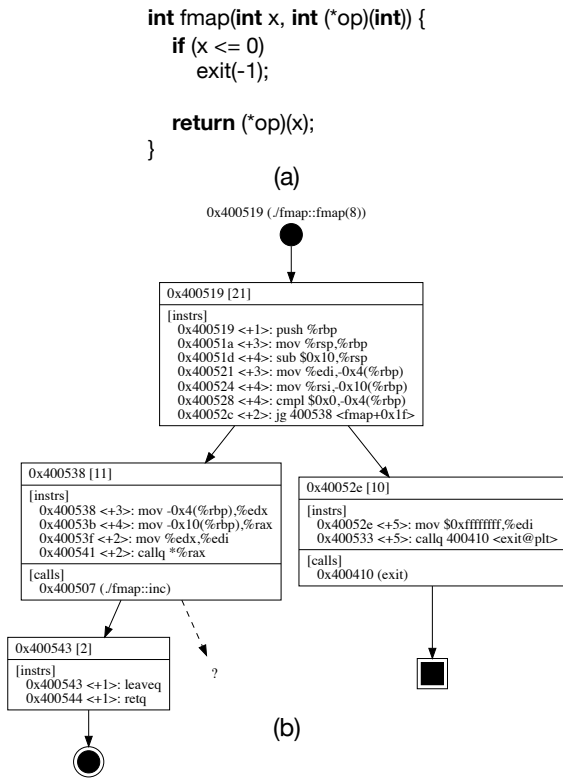 int fmap(int x, int (*op)(int)) {
if (x <= 0)
exit(-1);
return (*op)(x);
}
(a)
0x400519 (./fmap::fmap(8))
0x400519 [21]
[instrs]
0x400519 <+1>: push %rbp
0x40051a <+3>: mov %rsp,%rbp
0x40051d <+4>: sub $0x10,%rsp
0x400521 <+3>: mov %edi,-0x4(%rbp)
0x400524 <+4>: mov %rsi,-0x10(%rbp)
0x400528 <+4>: cmpl $0x0,-0x4(%rbp)
0x40052c <+2>: jg 400538 <fmap+0x1f>
0x400538 [11]
[instrs]
0x400538 <+3>: mov -0x4(%rbp),%edx
0x40053b <+4>: mov -0x10(%rbp),%rax
0x40053f <+2>: mov %edx,%edi
0x400541 <+2>: callq *%rax
[calls]
0x400507 (./fmap::inc)
0x40052e [10]
[instrs]
0x40052e <+5>: mov $0xffffffff,%edi
0x400533 <+5>: callq 400410 <exit@plt>
[calls]
0x400410 (exit)
0x400543 [2]
[instrs]
0x400543 <+1>: leaveq
0x400544 <+1>: retq
?
(b)